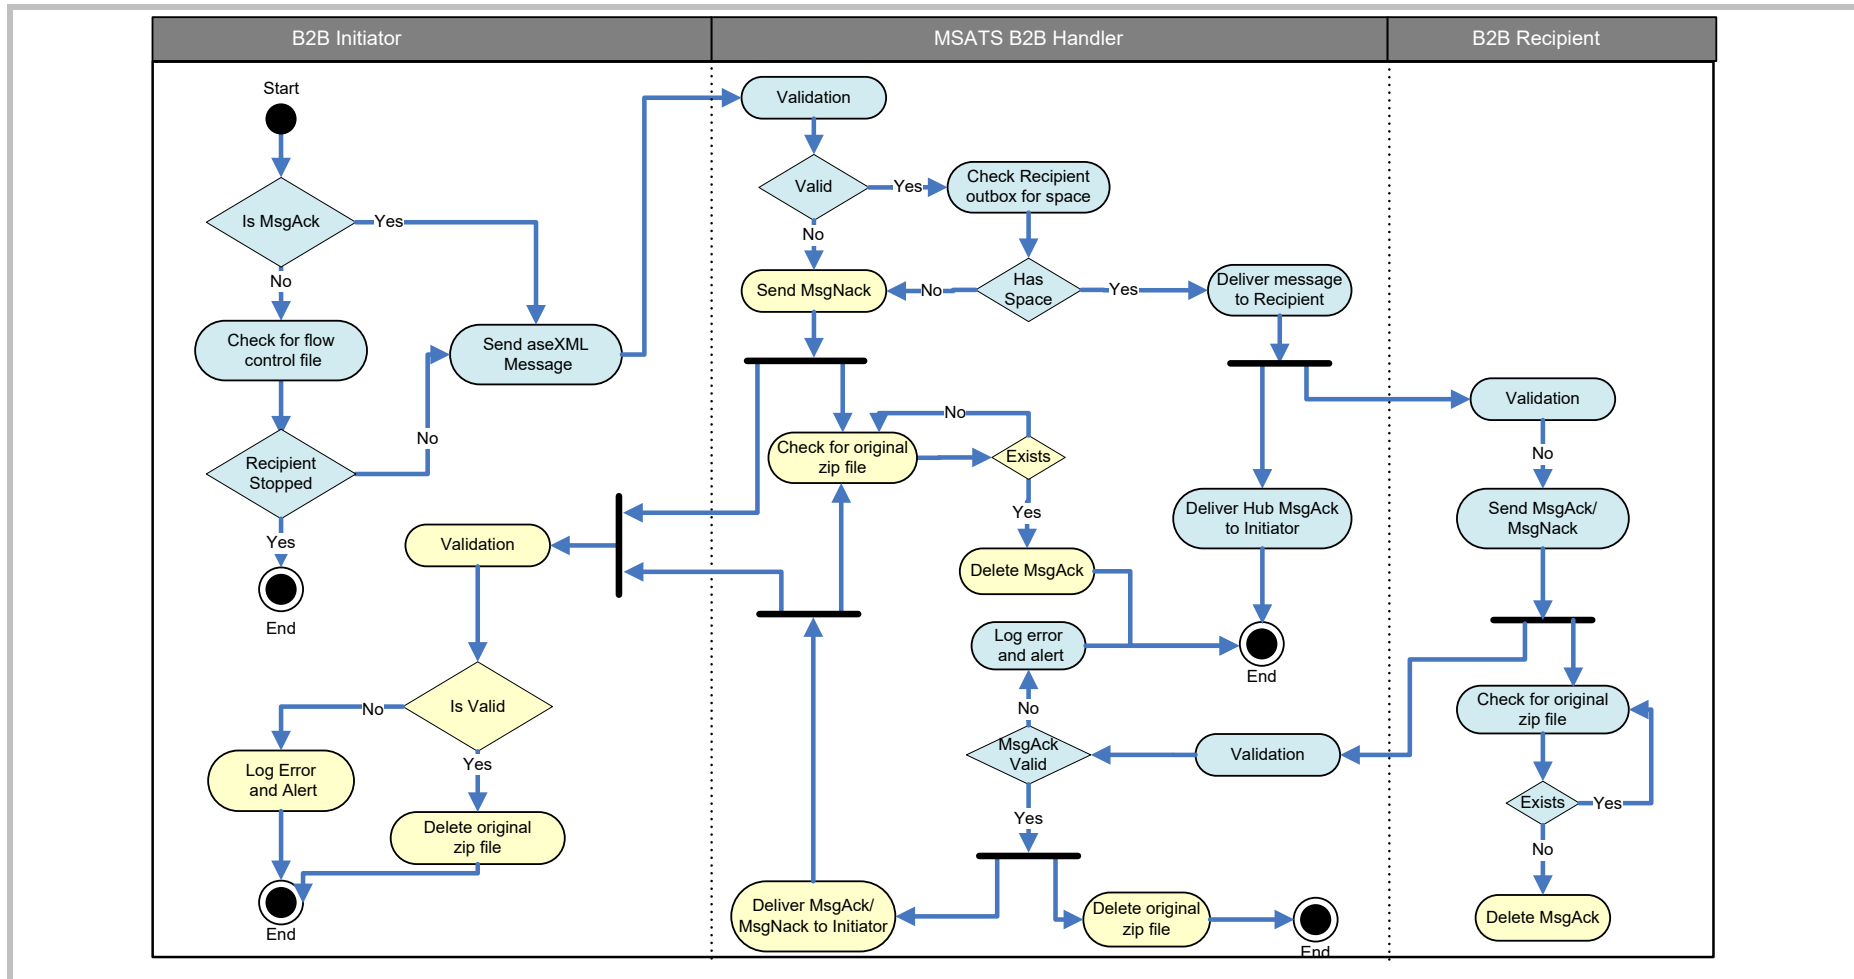 B2B Initiator
MSATS B2B Handler
B2B Recipient
Start
Is MsgAck
Yes
No
Check for flow
control file
Send aseXML
Message
Recipient
Stopped
No
Yes
End
Validation
Is Valid
No
Yes
Log Error
and Alert
Delete original
zip file
End
Validation
Valid
Yes
Check Recipient
outbox for space
No
Send MsgNack
No
Has
Space
Yes
Deliver message
to Recipient
Check for original
zip file
No
Exists
Yes
Delete MsgAck
Deliver Hub MsgAck
to Initiator
Log error
and alert
End
No
MsgAck
Valid
Validation
Yes
Deliver MsgAck/
MsgNack to Initiator
Delete original
zip file
End
Validation
No
Send MsgAck/
MsgNack
Check for original
zip file
Exists
Yes
No
Delete MsgAck